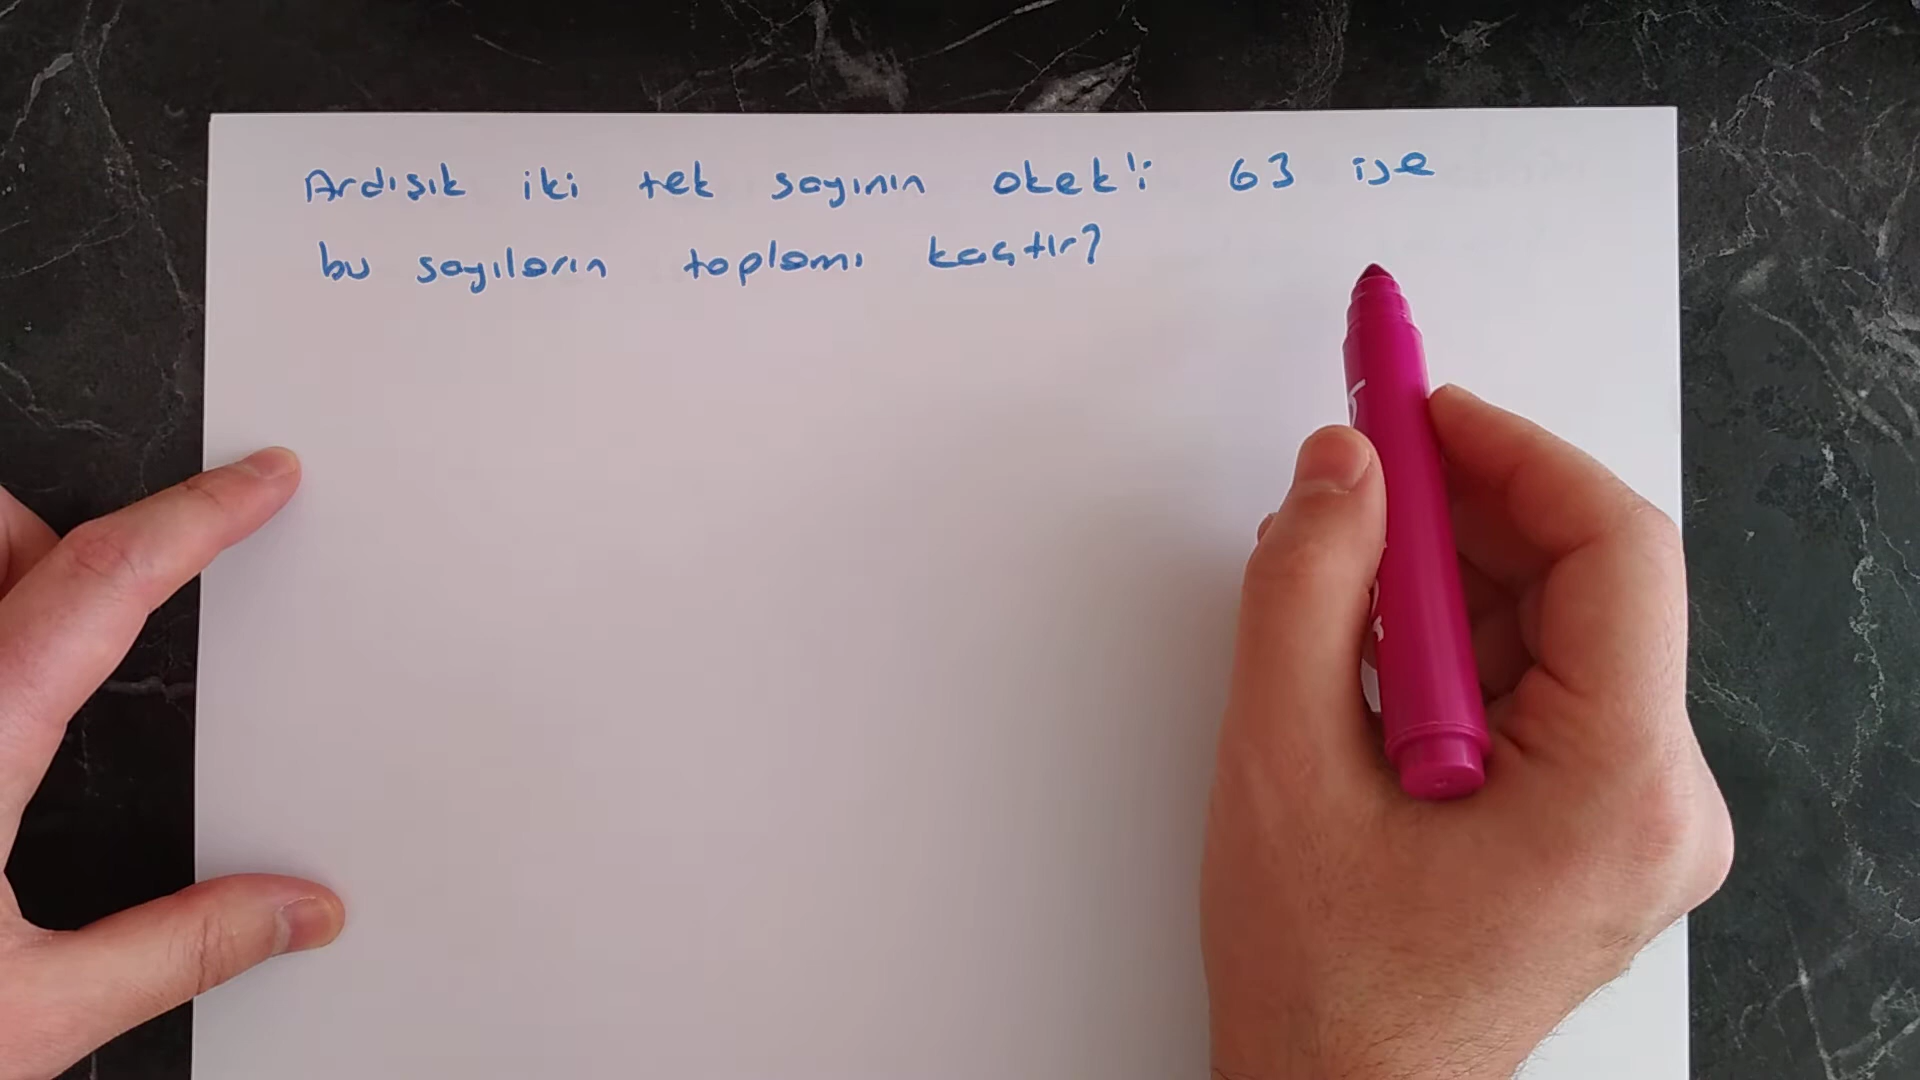 Ardışık iki tek sayının okek'i 63 ise
bu sayıların toplamı kaçtır?